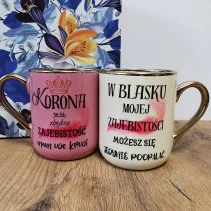 KORONA
jest
zbędna
ZAJEBISTOŚĆ
mam we krwi
W BLASKU
MOJEJ
ZAJEBISTOŚCI
MOŻESZ SIĘ
JEDYNIE POOPALAĆ